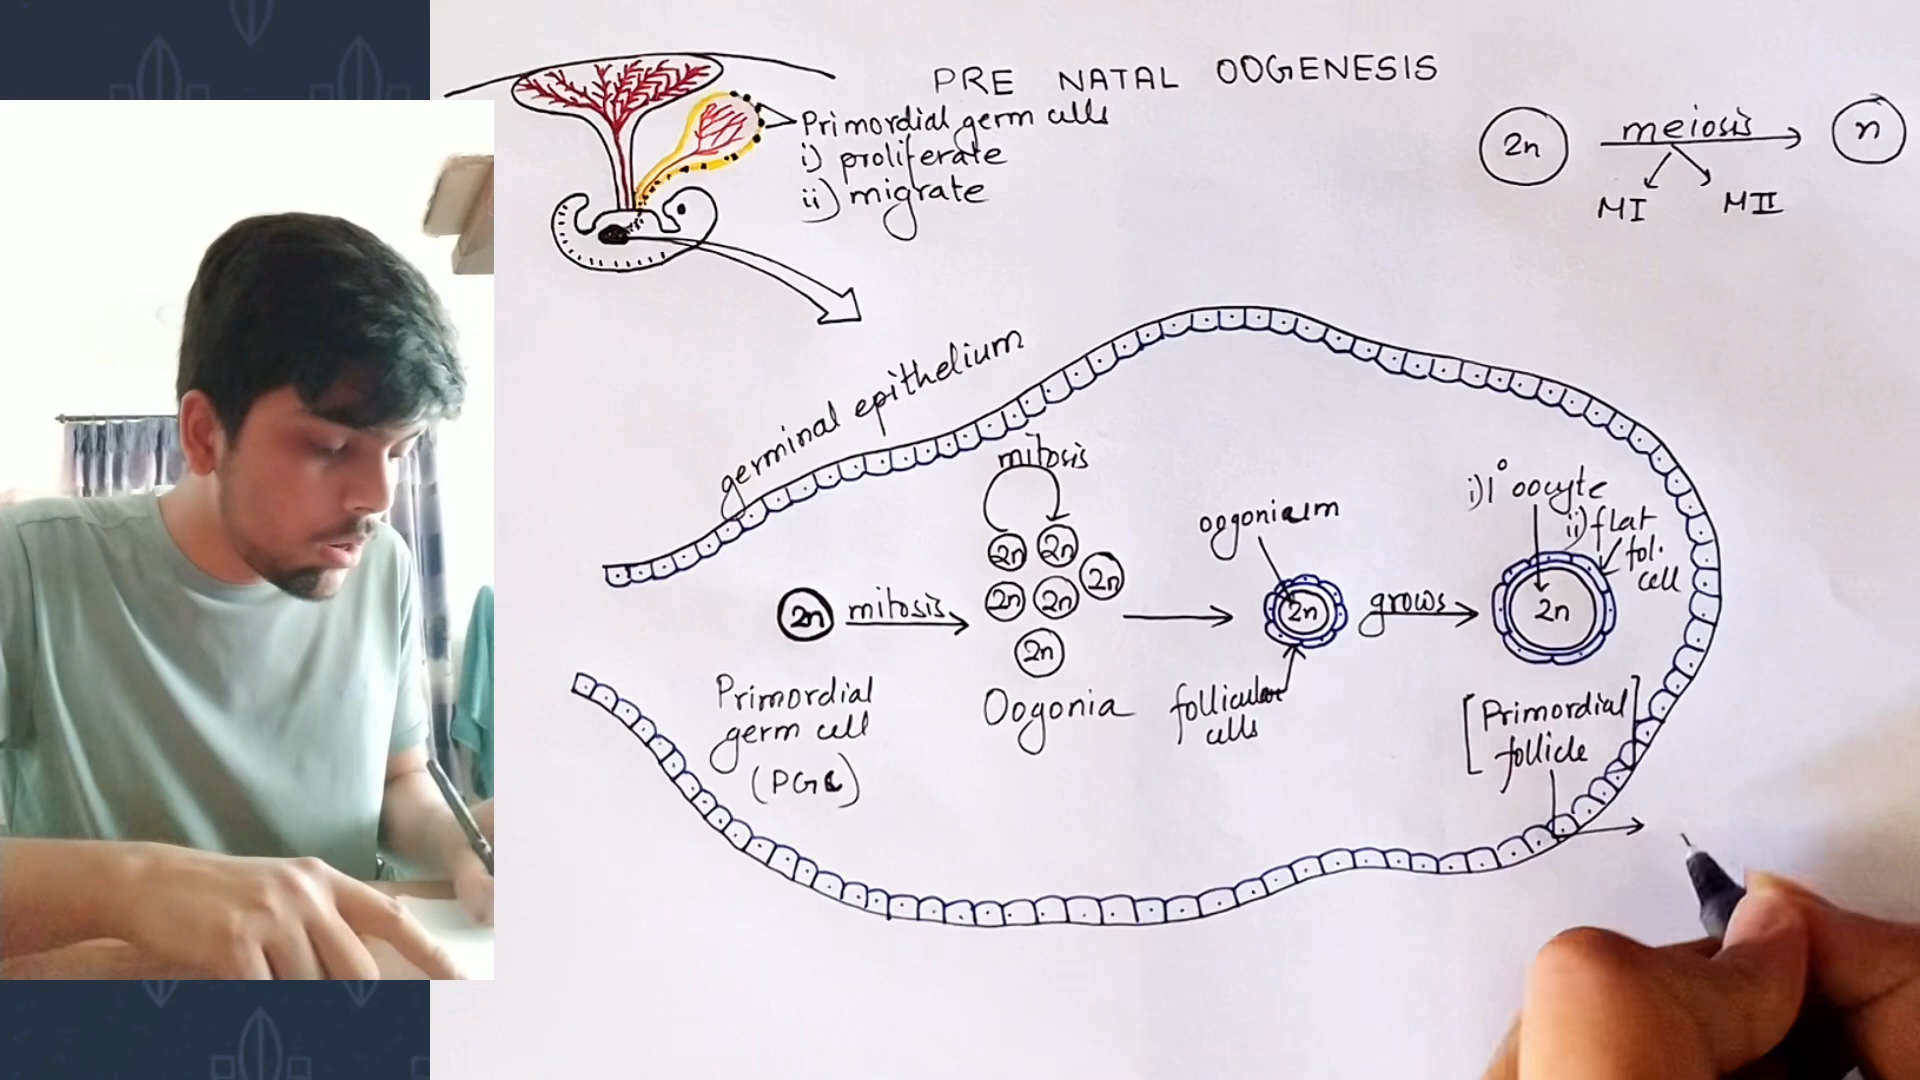 PRE NATAL OOGENESIS
Primordial germ cells
i) proliferate
ii) migrate
2n
meiosis
n
MI
MII
germinal epithelium
mitosis
2n
2n
2n
2n
2n
2n
2n
mitosis
Oogonia
Primordial
germ cell
(PGC)
oogonium
2n
follicular
cells
grows
i) 1° oocyte
ii) flat
fol.
cell
2n
[Primordial]
[follicle